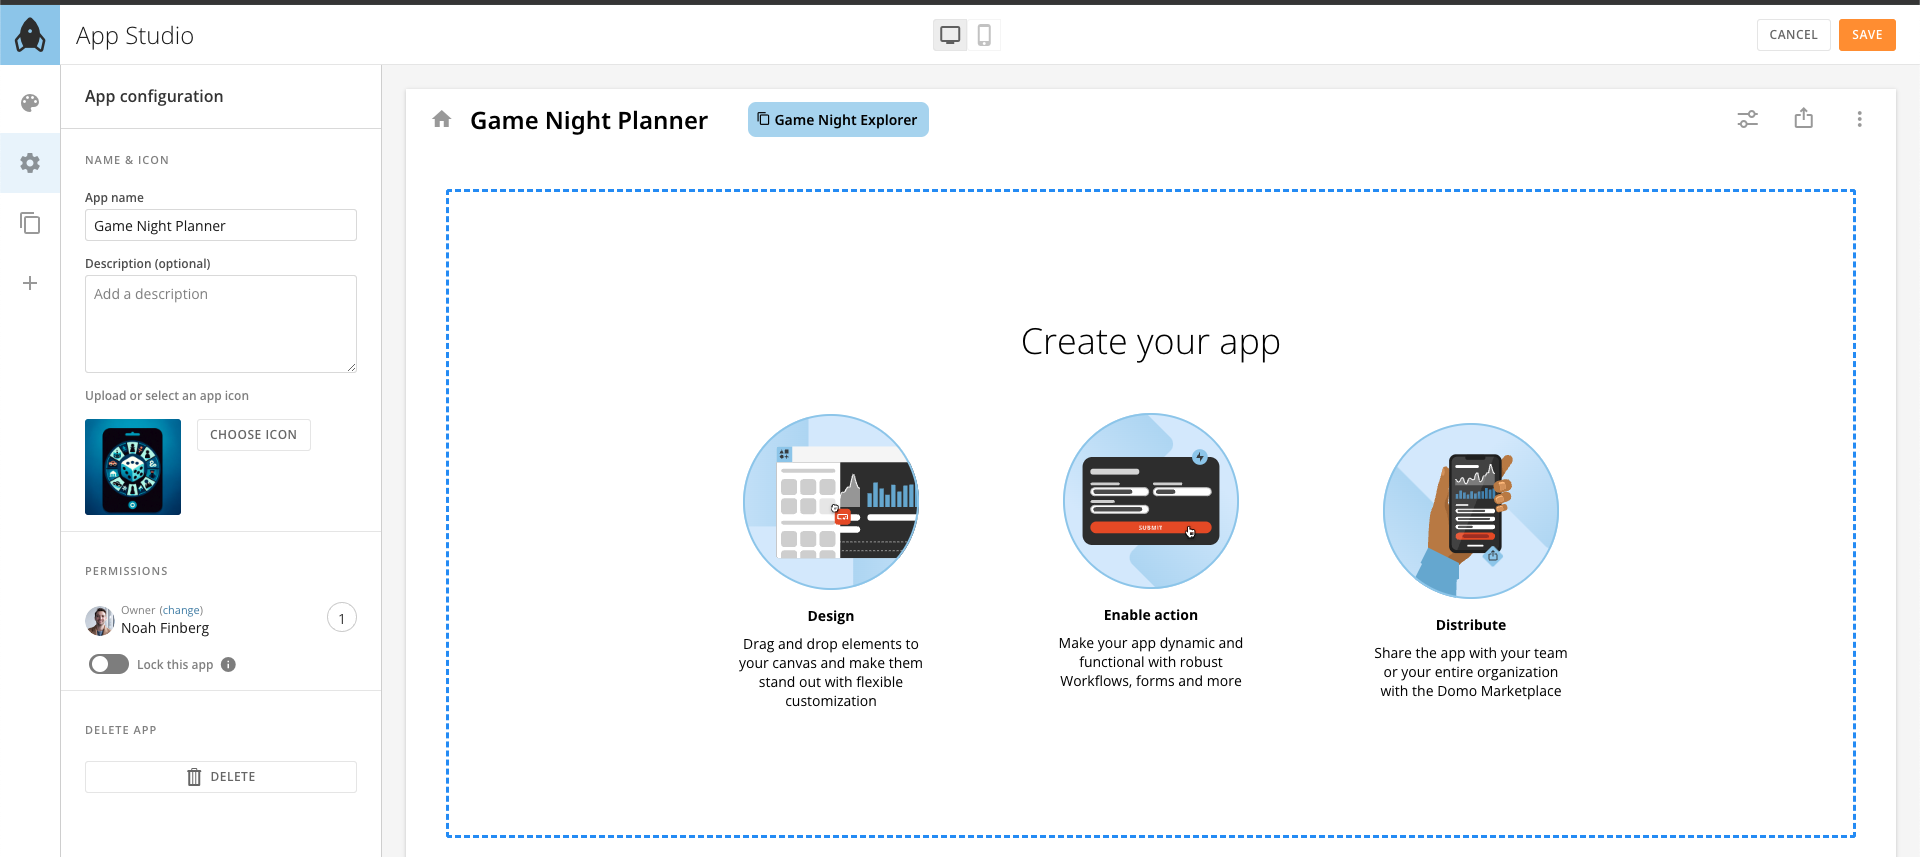 App Studio
CANCEL
SAVE
App configuration
NAME & ICON
App name
Game Night Planner
Description (optional)
Add a description
Upload or select an app icon
CHOOSE ICON
PERMISSIONS
Owner (change)
Noah Finberg
1
Lock this app
DELETE APP
DELETE
Game Night Planner
Game Night Explorer
Create your app
SUBMIT
Design
Drag and drop elements to
your canvas and make them
stand out with flexible
customization
Enable action
Make your app dynamic and
functional with robust
Workflows, forms and more
Distribute
Share the app with your team
or your entire organization
with the Domo Marketplace